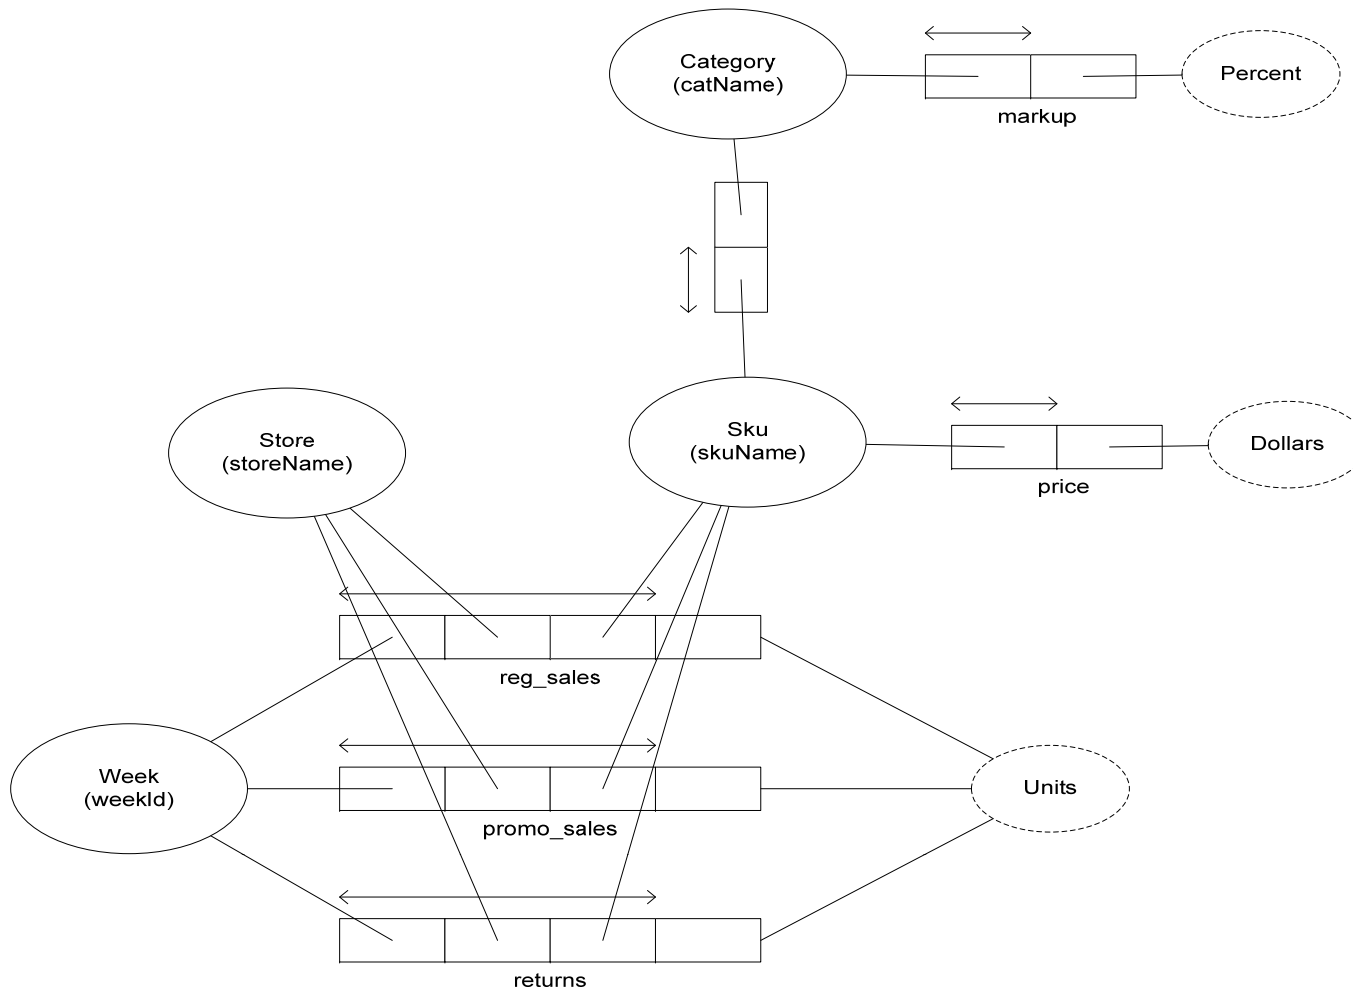 Category
(catName)
Percent
markup
Store
(storeName)
Sku
(skuName)
Dollars
price
reg_sales
Week
(weekId)
Units
promo_sales
returns